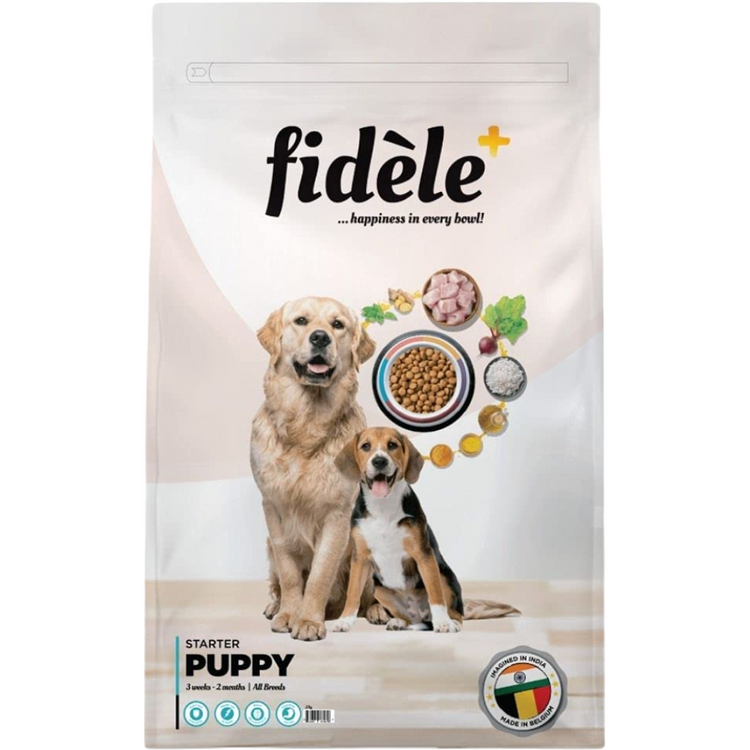 fidèle+
...happiness in every bowl!
STARTER
PUPPY
3 weeks - 2 months | All Breeds
IMAGINED IN INDIA
MADE IN BELGIUM